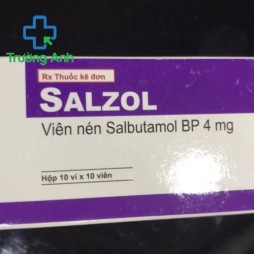 Trường Anh
Rx Thuốc kê đơn
SALZOL
Viên nén Salbutamol BP 4 mg
Hộp 10 vỉ x 10 viên